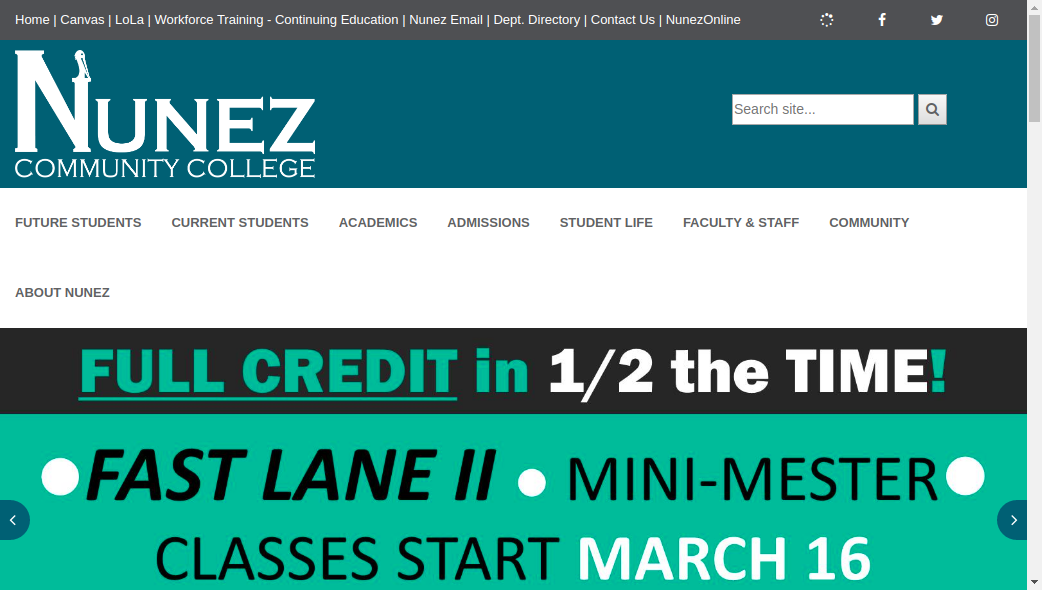 Home | Canvas | LoLa | Workforce Training - Continuing Education | Nunez Email | Dept. Directory | Contact Us | NunezOnline
NUNEZ
COMMUNITY COLLEGE
Search site...
FUTURE STUDENTS CURRENT STUDENTS ACADEMICS ADMISSIONS STUDENT LIFE FACULTY & STAFF COMMUNITY
ABOUT NUNEZ
FULL CREDIT in 1/2 the TIME!
FAST LANE II • MINI-MESTER
CLASSES START MARCH 16